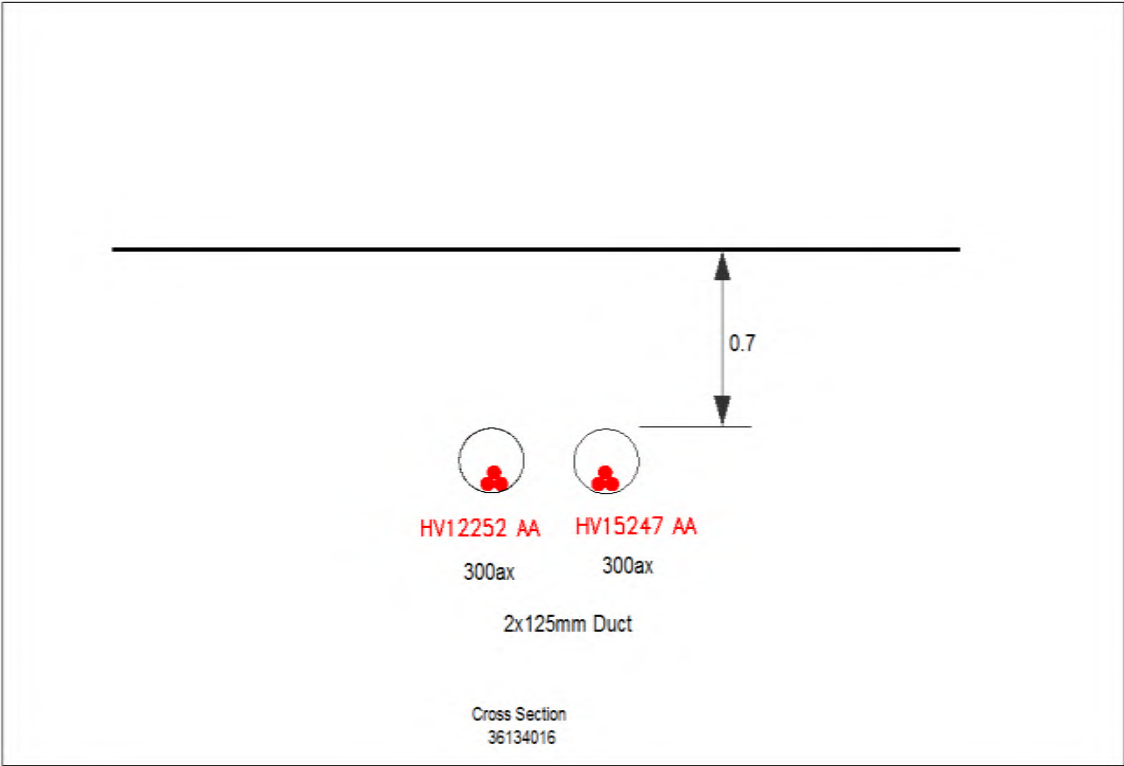 0.7
HV12252 AA
HV15247 AA
300ax
300ax
2x125mm Duct
Cross Section
36134016